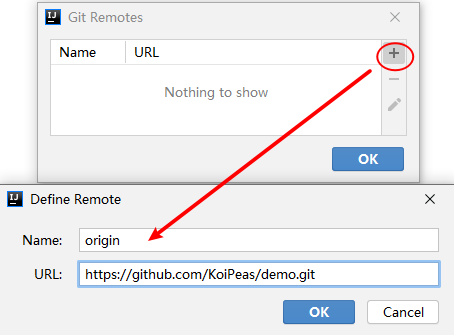 IJ Git Remotes
Name URL
Nothing to show
OK
IJ Define Remote
Name: origin
URL: https://github.com/KoiPeas/demo.git
OK Cancel